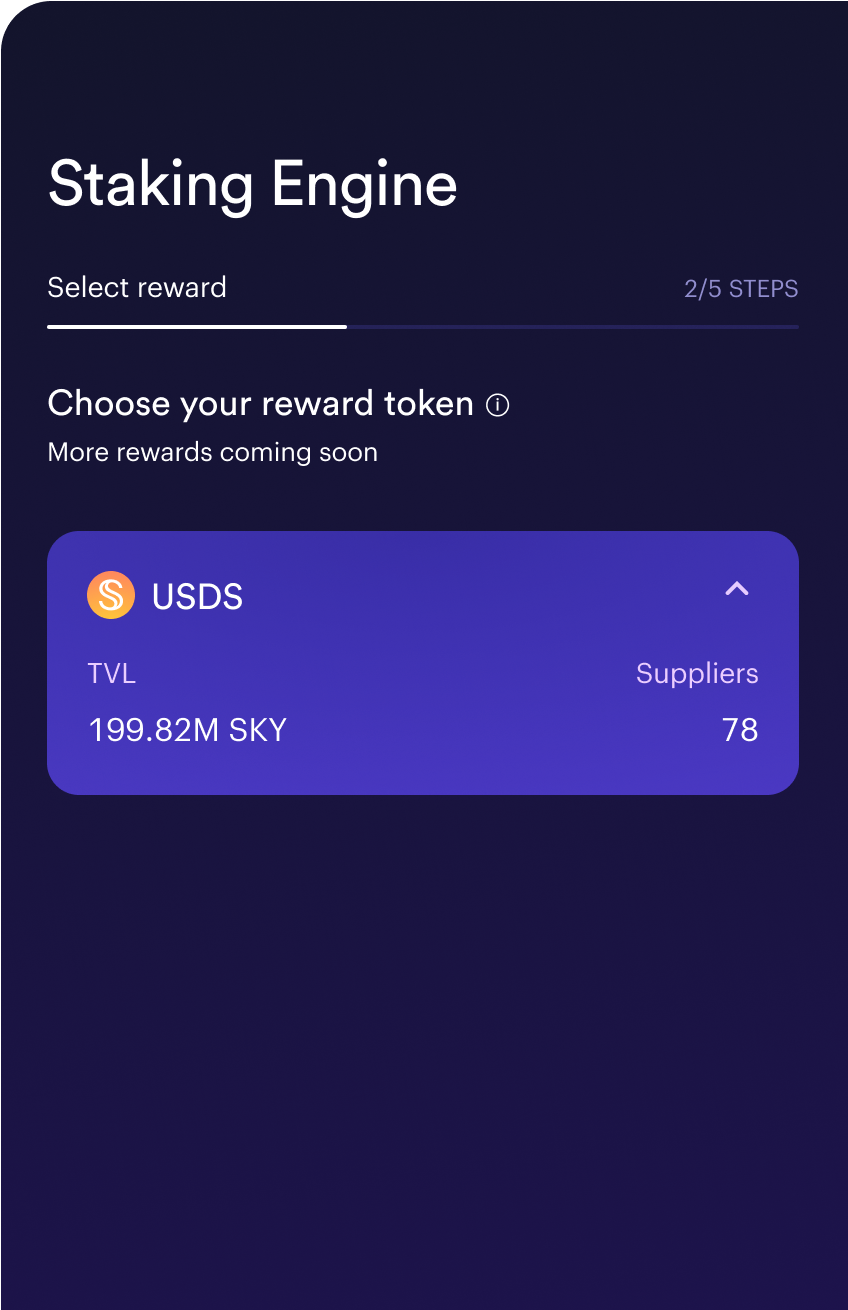 Staking Engine
Select reward
2/5 STEPS
Choose your reward token
More rewards coming soon
USDS
TVL
Suppliers
199.82M SKY
78